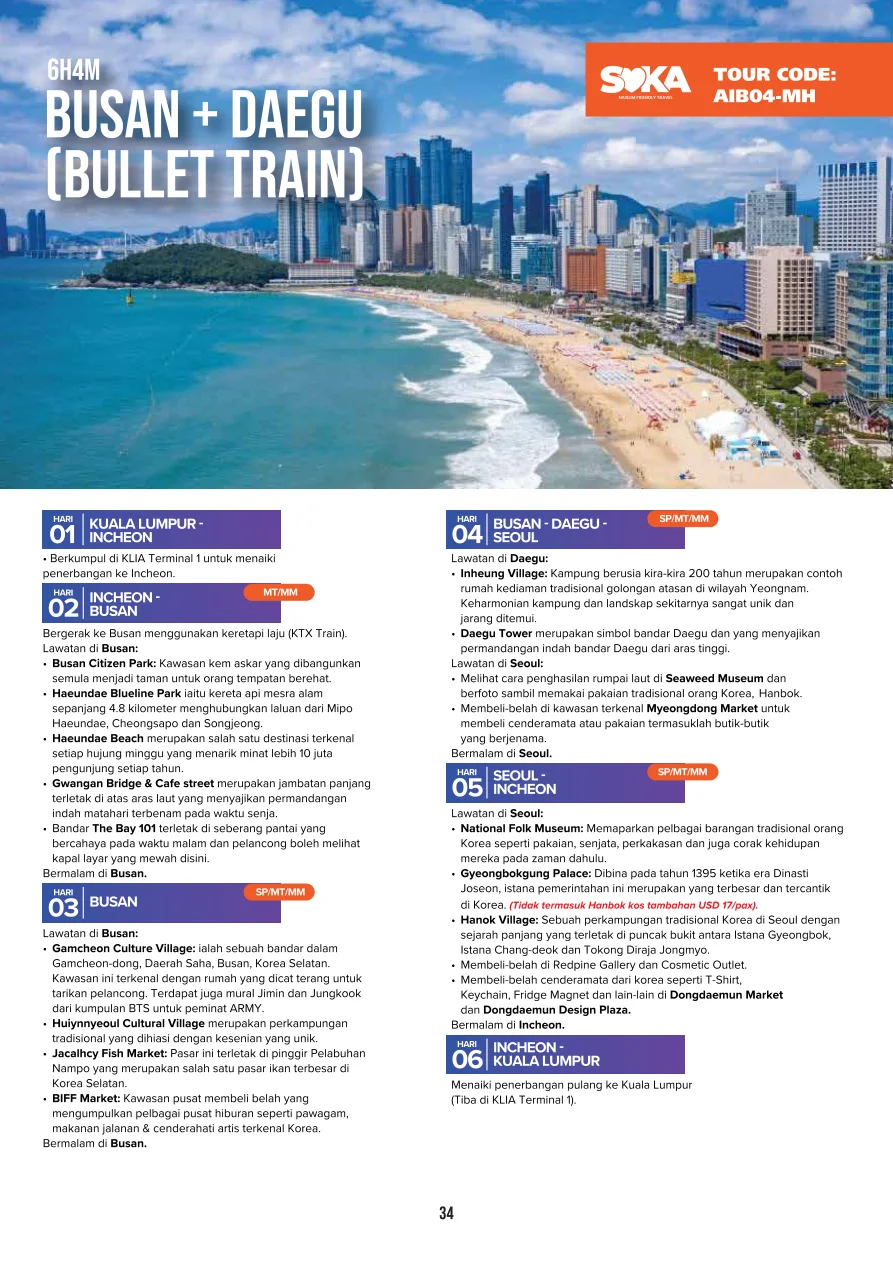 6H4M
BUSAN + DAEGU
(BULLET TRAIN)
SUKA
MUSLIM FRIENDLY TRAVEL
TOUR CODE:
AIB04-MH
HARI
01
KUALA LUMPUR -
INCHEON
• Berkumpul di KLIA Terminal 1 untuk menaiki
penerbangan ke Incheon.
HARI
02
INCHEON -
BUSAN
MT/MM
Bergerak ke Busan menggunakan keretapi laju (KTX Train).
Lawatan di Busan:
• Busan Citizen Park: Kawasan kem askar yang dibangunkan
semula menjadi taman untuk orang tempatan berehat.
• Haeundae Blueline Park iaitu kereta api mesra alam
sepanjang 4.8 kilometer menghubungkan laluan dari Mipo
Haeundae, Cheongsapo dan Songjeong.
• Haeundae Beach merupakan salah satu destinasi terkenal
setiap hujung minggu yang menarik minat lebih 10 juta
pengunjung setiap tahun.
• Gwangan Bridge & Cafe street merupakan jambatan panjang
terletak di atas aras laut yang menyajikan permandangan
indah matahari terbenam pada waktu senja.
• Bandar The Bay 101 terletak di seberang pantai yang
bercahaya pada waktu malam dan pelancong boleh melihat
kapal layar yang mewah disini.
Bermalam di Busan.
HARI
03
BUSAN
SP/MT/MM
Lawatan di Busan:
• Gamcheon Culture Village: ialah sebuah bandar dalam
Gamcheon-dong, Daerah Saha, Busan, Korea Selatan.
Kawasan ini terkenal dengan rumah yang dicat terang untuk
tarikan pelancong. Terdapat juga mural Jimin dan Jungkook
dari kumpulan BTS untuk peminat ARMY.
• Huiynnyeoul Cultural Village merupakan perkampungan
tradisional yang dihiasi dengan kesenian yang unik.
• Jacalhcy Fish Market: Pasar ini terletak di pinggir Pelabuhan
Nampo yang merupakan salah satu pasar ikan terbesar di
Korea Selatan.
• BIFF Market: Kawasan pusat membeli belah yang
mengumpulkan pelbagai pusat hiburan seperti pawagam,
makanan jalanan & cenderahati artis terkenal Korea.
Bermalam di Busan.
HARI
04
BUSAN - DAEGU -
SEOUL
SP/MT/MM
Lawatan di Daegu:
• Inheung Village: Kampung berusia kira-kira 200 tahun merupakan contoh
rumah kediaman tradisional golongan atasan di wilayah Yeongnam.
Keharmonian kampung dan landskap sekitarnya sangat unik dan
jarang ditemui.
• Daegu Tower merupakan simbol bandar Daegu dan yang menyajikan
permandangan indah bandar Daegu dari aras tinggi.
Lawatan di Seoul:
• Melihat cara penghasilan rumpai laut di Seaweed Museum dan
berfoto sambil memakai pakaian tradisional orang Korea, Hanbok.
• Membeli-belah di kawasan terkenal Myeongdong Market untuk
membeli cenderamata atau pakaian termasuklah butik-butik
yang berjenama.
Bermalam di Seoul.
HARI
05
SEOUL -
INCHEON
SP/MT/MM
Lawatan di Seoul:
• National Folk Museum: Memaparkan pelbagai barangan tradisional orang
Korea seperti pakaian, senjata, perkakasan dan juga corak kehidupan
mereka pada zaman dahulu.
• Gyeongbokgung Palace: Dibina pada tahun 1395 ketika era Dinasti
Joseon, istana pemerintahan ini merupakan yang terbesar dan tercantik
di Korea. (Tidak termasuk Hanbok kos tambahan USD 17/pax).
• Hanok Village: Sebuah perkampungan tradisional Korea di Seoul dengan
sejarah panjang yang terletak di puncak bukit antara Istana Gyeongbok,
Istana Chang-deok dan Tokong Diraja Jongmyo.
• Membeli-belah di Redpine Gallery dan Cosmetic Outlet.
• Membeli-belah cenderamata dari korea seperti T-Shirt,
Keychain, Fridge Magnet dan lain-lain di Dongdaemun Market
dan Dongdaemun Design Plaza.
Bermalam di Incheon.
HARI
06
INCHEON -
KUALA LUMPUR
Menaiki penerbangan pulang ke Kuala Lumpur
(Tiba di KLIA Terminal 1).
34